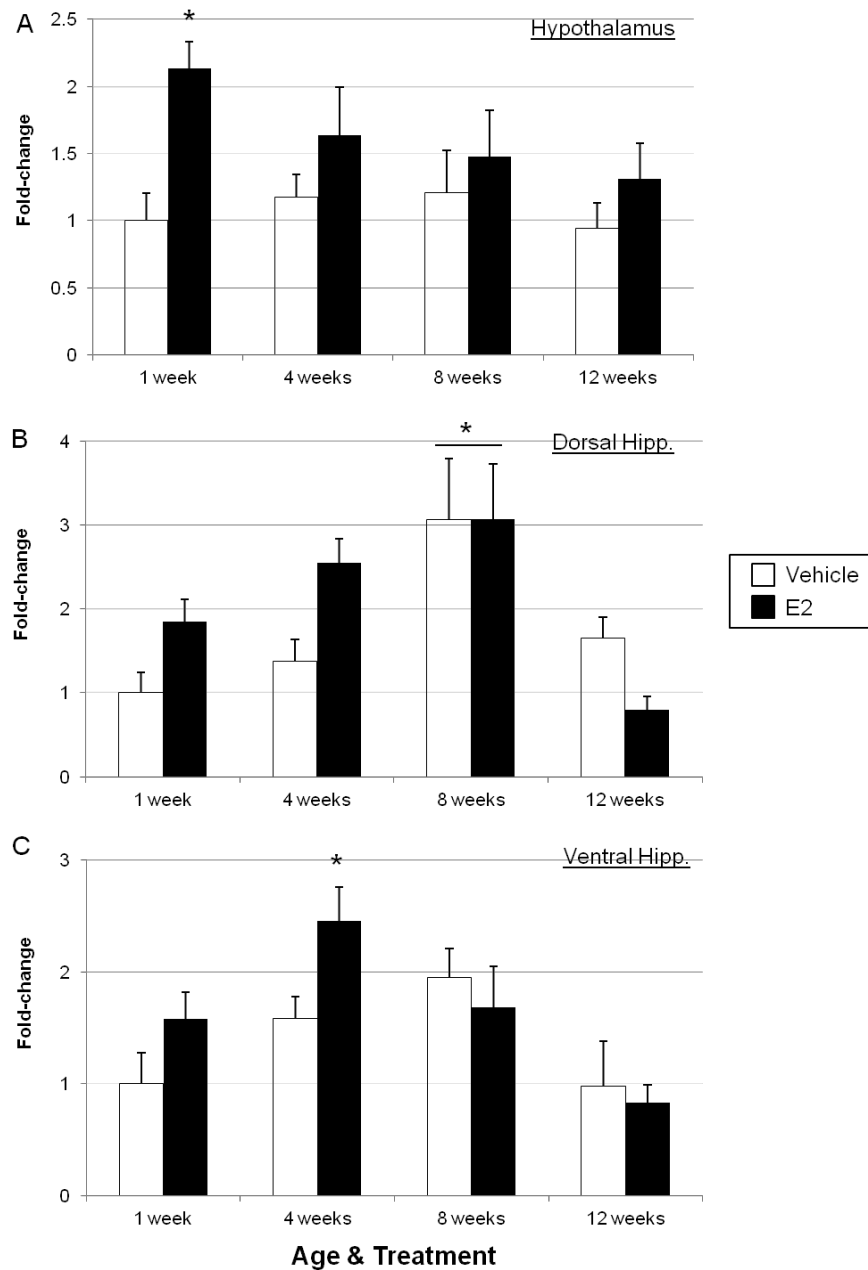 A
Hypothalamus
*
Fold-change
2.5
2
1.5
1
0.5
0
1 week
4 weeks
8 weeks
12 weeks
B
Dorsal Hipp.
*
Fold-change
4
3
2
1
0
1 week
4 weeks
8 weeks
12 weeks
Vehicle
E2
C
Ventral Hipp.
*
Fold-change
3
2
1
0
1 week
4 weeks
8 weeks
12 weeks
Age & Treatment